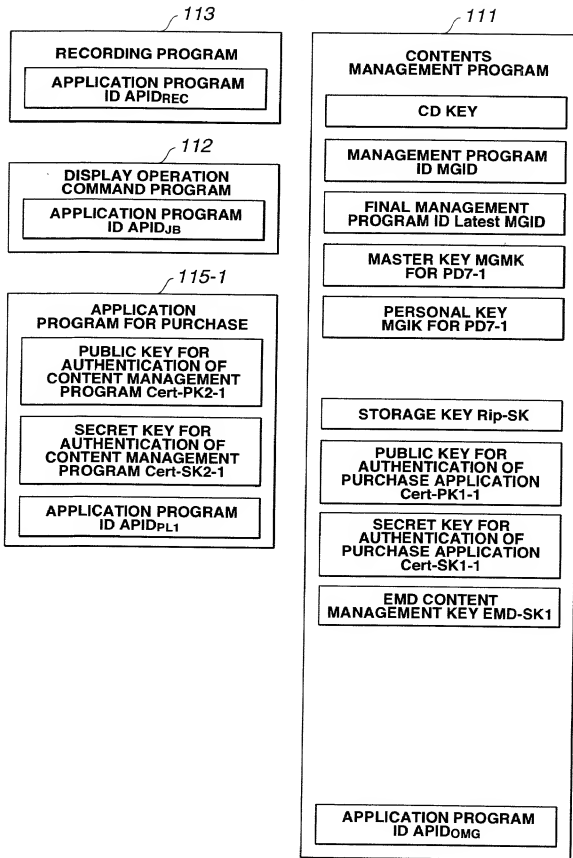 113
RECORDING PROGRAM
APPLICATION PROGRAM
ID APIDREC
112
DISPLAY OPERATION
COMMAND PROGRAM
APPLICATION PROGRAM
ID APIDJB
115-1
APPLICATION
PROGRAM FOR PURCHASE
PUBLIC KEY FOR
AUTHENTICATION OF
CONTENT MANAGEMENT
PROGRAM Cert-PK2-1
SECRET KEY FOR
AUTHENTICATION OF
CONTENT MANAGEMENT
PROGRAM Cert-SK2-1
APPLICATION PROGRAM
ID APIDPL1
111
CONTENTS
MANAGEMENT PROGRAM
CD KEY
MANAGEMENT PROGRAM
ID MGID
FINAL MANAGEMENT
PROGRAM ID Latest MGID
MASTER KEY MGMK
FOR PD7-1
PERSONAL KEY
MGIK FOR PD7-1
STORAGE KEY Rip-SK
PUBLIC KEY FOR
AUTHENTICATION OF
PURCHASE APPLICATION
Cert-PK1-1
SECRET KEY FOR
AUTHENTICATION OF
PURCHASE APPLICATION
Cert-SK1-1
EMD CONTENT
MANAGEMENT KEY EMD-SK1
APPLICATION PROGRAM
ID APIDOMG